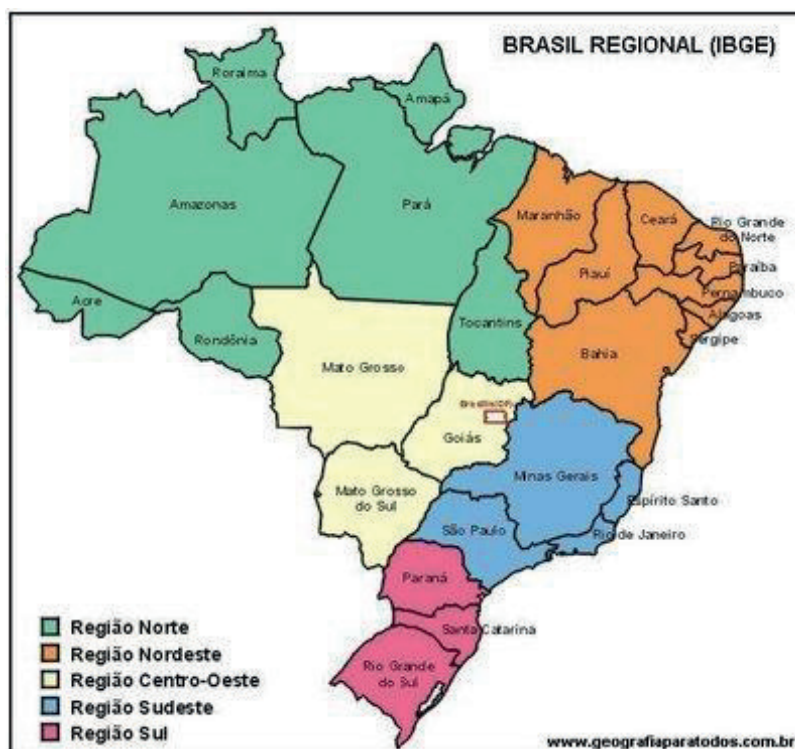 BRASIL REGIONAL (IBGE)
Roraima
Amapá
Amazonas
Pará
Maranhão
Ceará
Rio Grande
do Norte
Paraíba
Piauí
Pernambuco
Acre
Alagoas
Rondônia
Tocantins
Sergipe
Bahia
Mato Grosso
Goiás
Minas Gerais
Mato Grosso
do Sul
Espírito Santo
São Paulo
Rio de Janeiro
Paraná
Santa Catarina
Rio Grande
do Sul
Região Norte
Região Nordeste
Região Centro-Oeste
Região Sudeste
Região Sul
www.geografiaparatodos.com.br